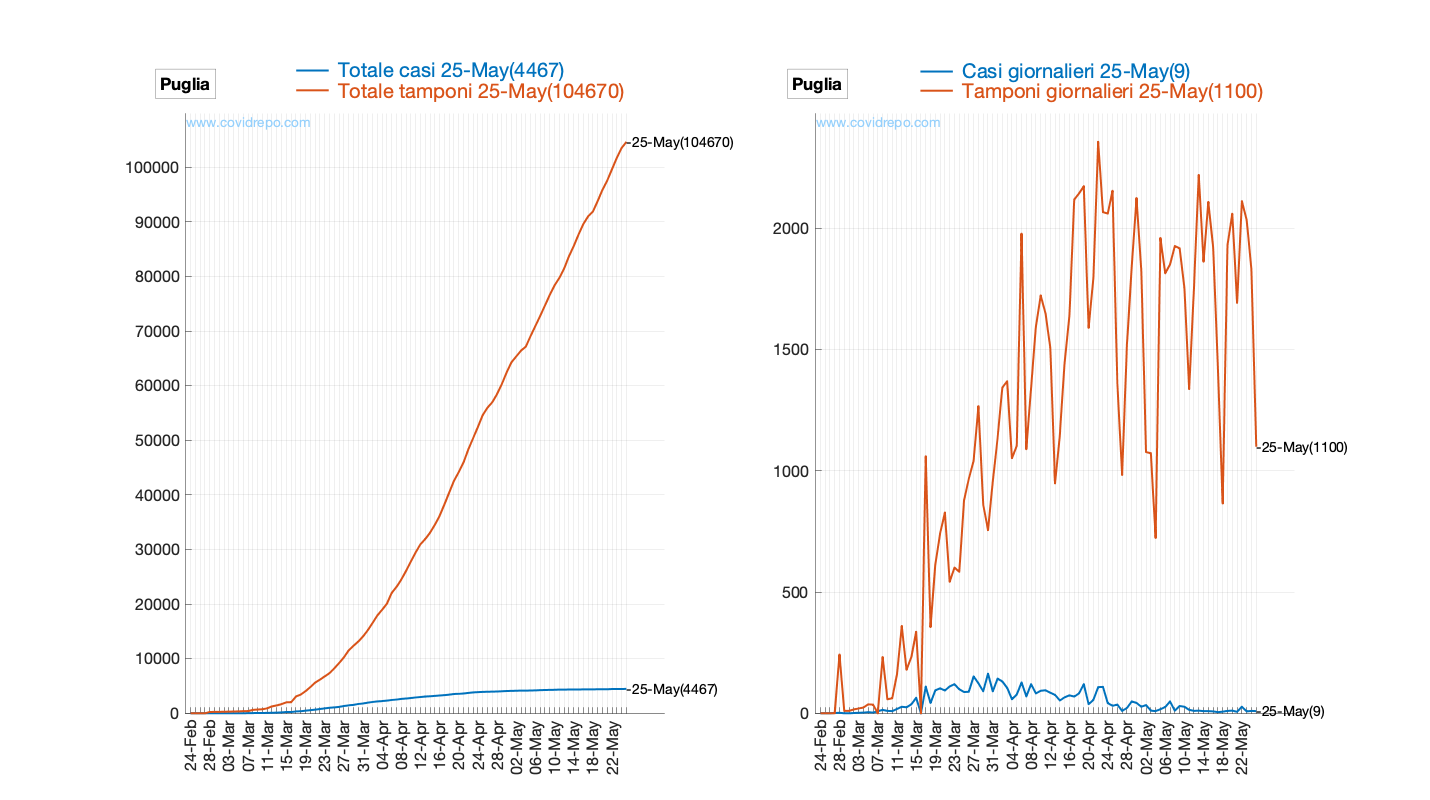 Puglia
Totale casi 25-May(4467)
Totale tamponi 25-May(104670)
www.covidrepo.com
25-May(104670)
100000
90000
80000
70000
60000
50000
40000
30000
20000
10000
0
25-May(4467)
24-Feb
28-Feb
03-Mar
07-Mar
11-Mar
15-Mar
19-Mar
23-Mar
27-Mar
31-Mar
04-Apr
08-Apr
12-Apr
16-Apr
20-Apr
24-Apr
28-Apr
02-May
06-May
10-May
14-May
18-May
22-May
Puglia
Casi giornalieri 25-May(9)
Tamponi giornalieri 25-May(1100)
www.covidrepo.com
2000
1500
1000
500
0
25-May(1100)
25-May(9)
24-Feb
28-Feb
03-Mar
07-Mar
11-Mar
15-Mar
19-Mar
23-Mar
27-Mar
31-Mar
04-Apr
08-Apr
12-Apr
16-Apr
20-Apr
24-Apr
28-Apr
02-May
06-May
10-May
14-May
18-May
22-May